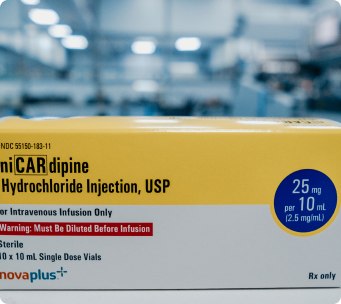 NDC 55150-183-11
niCARdipine
Hydrochloride Injection, USP
or Intravenous Infusion Only
Warning: Must Be Diluted Before Infusion
Sterile
10 x 10 mL Single Dose Vials
novaplus+
25 mg
per 10 mL
(2.5 mg/mL)
Rx only